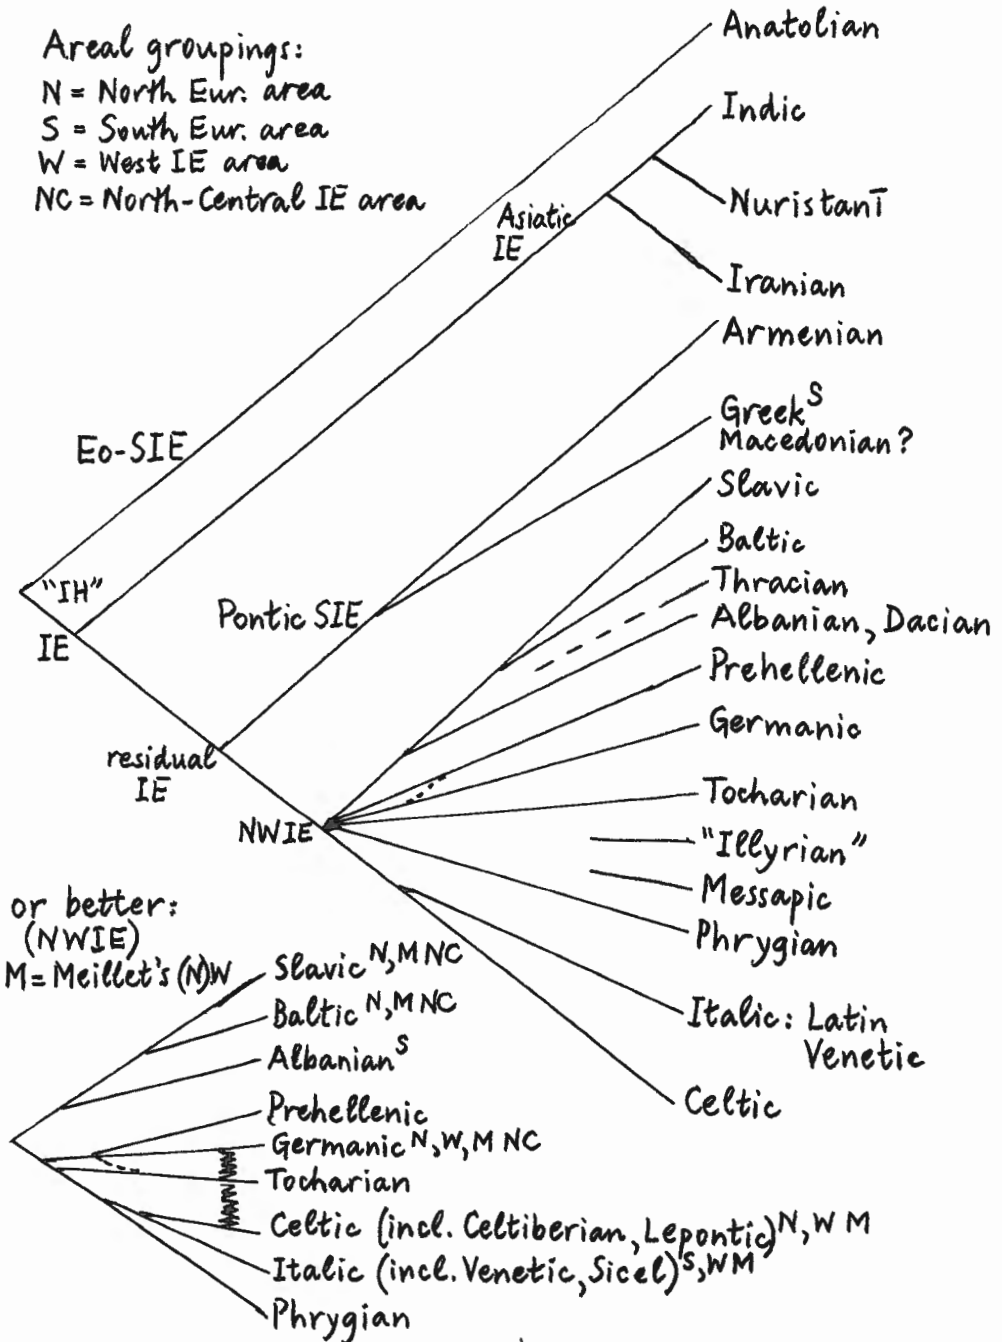 Areal groupings:
N = North Eur. area
S = South Eur. area
W = West IE area
NC = North-Central IE area
Anatolian
Indic
Nuristanī
Asiatic
IE
Iranian
Armenian
Greek^S
Macedonian?
Eo-SIE
Slavic
Baltic
Thracian
"IH"
Pontic SIE
Albanian, Dacian
IE
Prehellenic
Germanic
residual
IE
Tocharian
NWIE
"Illyrian"
Messapic
Phrygian
Italic: Latin
Venetic
Celtic
or better:
(NWIE)
M = Meillet's (N)W
Slavic^N,M NC
Baltic^N,M NC
Albanian^S
Prehellenic
Germanic^N,W,M NC
Tocharian
Celtic (incl. Celtiberian, Lepontic)^N,W M
Italic (incl. Venetic, Sicel)^S,W M
Phrygian